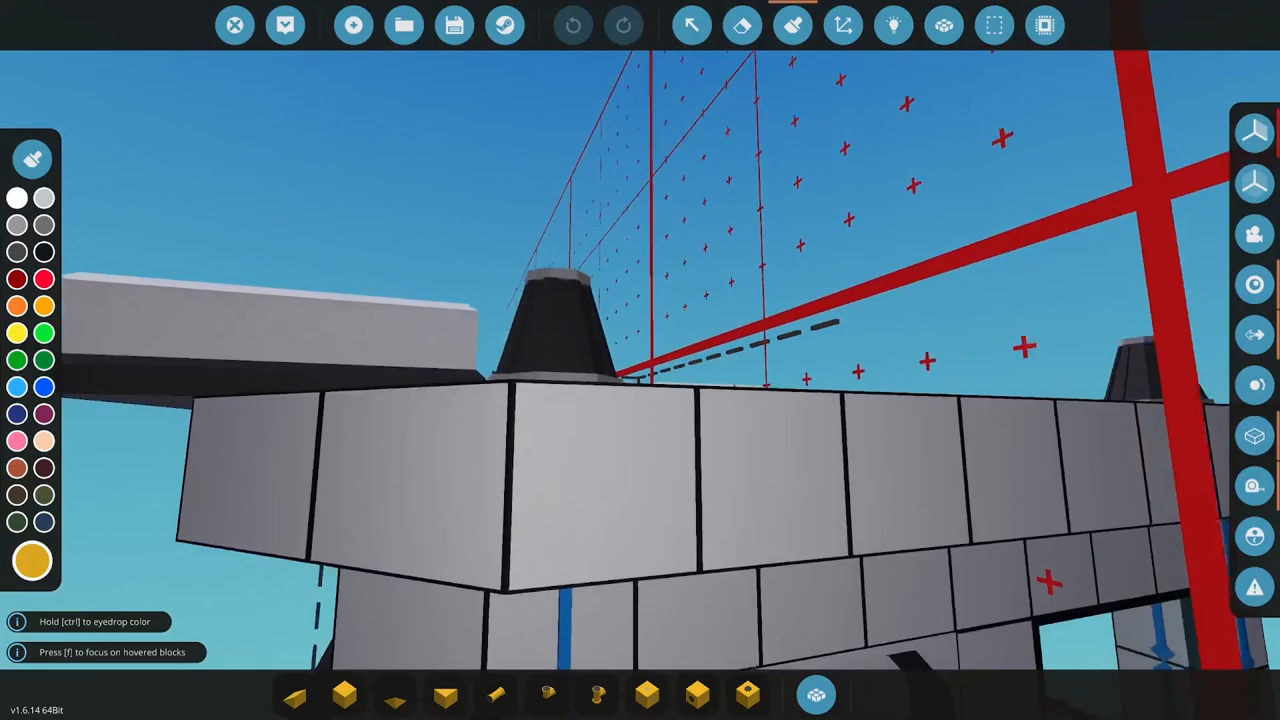 Hold [ctrl] to eyedrop color
Press [f] to focus on hovered blocks
v1.6.14 64Bit